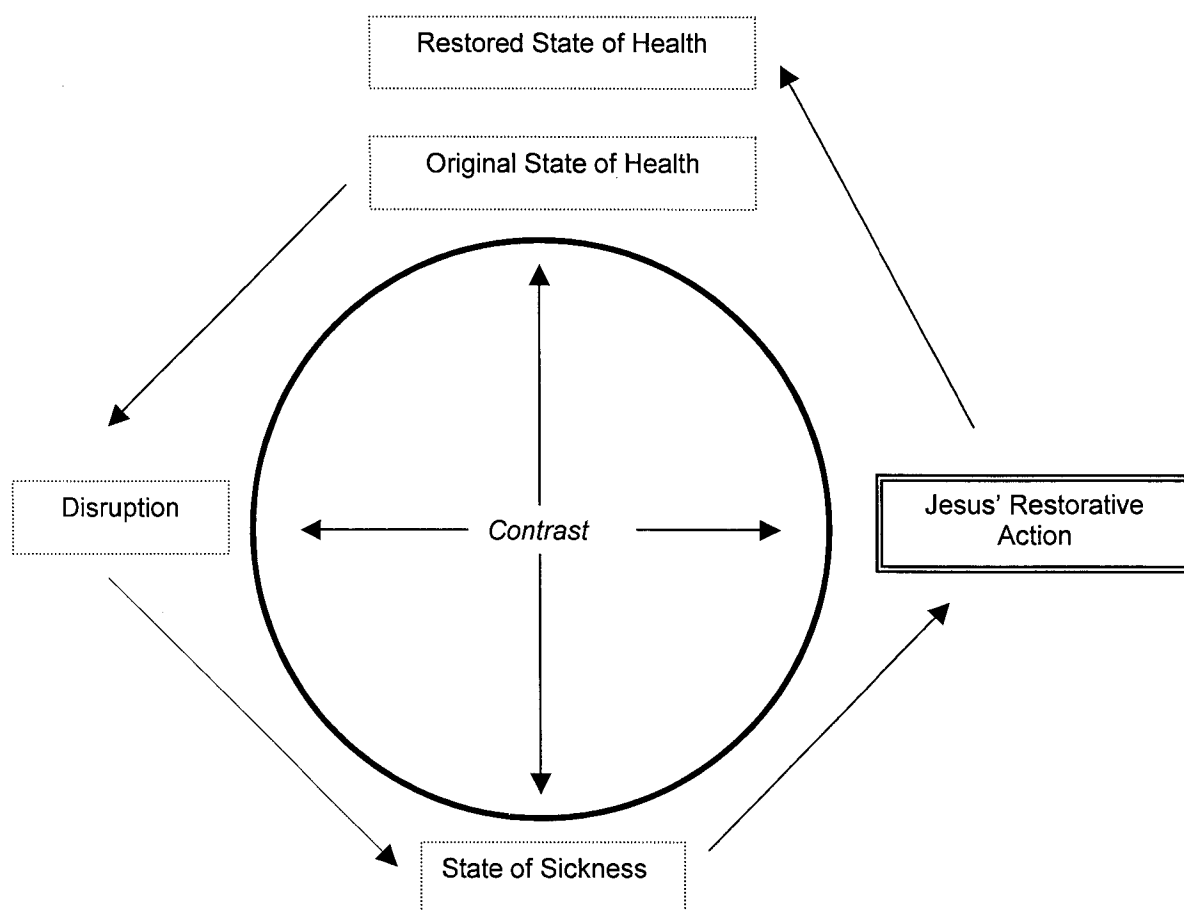 Restored State of Health
Original State of Health
Disruption
Contrast
Jesus’ Restorative
Action
State of Sickness